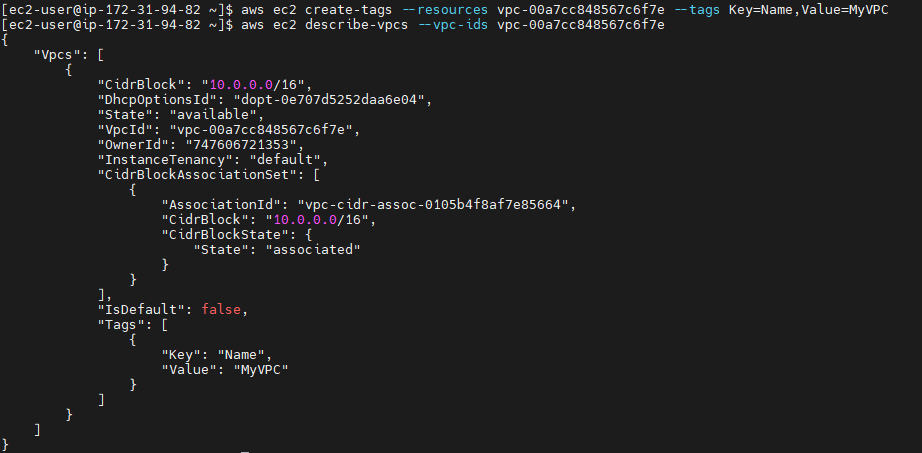 [ec2-user@ip-172-31-94-82 ~]$ aws ec2 create-tags --resources vpc-00a7cc848567c6f7e --tags Key=Name,Value=MyVPC
[ec2-user@ip-172-31-94-82 ~]$ aws ec2 describe-vpcs --vpc-ids vpc-00a7cc848567c6f7e
{
    "Vpcs": [
        {
            "CidrBlock": "10.0.0.0/16",
            "DhcpOptionsId": "dopt-0e707d5252daa6e04",
            "State": "available",
            "VpcId": "vpc-00a7cc848567c6f7e",
            "OwnerId": "747606721353",
            "InstanceTenancy": "default",
            "CidrBlockAssociationSet": [
                {
                    "AssociationId": "vpc-cidr-assoc-0105b4f8af7e85664",
                    "CidrBlock": "10.0.0.0/16",
                    "CidrBlockState": {
                        "State": "associated"
                    }
                }
            ],
            "IsDefault": false,
            "Tags": [
                {
                    "Key": "Name",
                    "Value": "MyVPC"
                }
            ]
        }
    ]
}